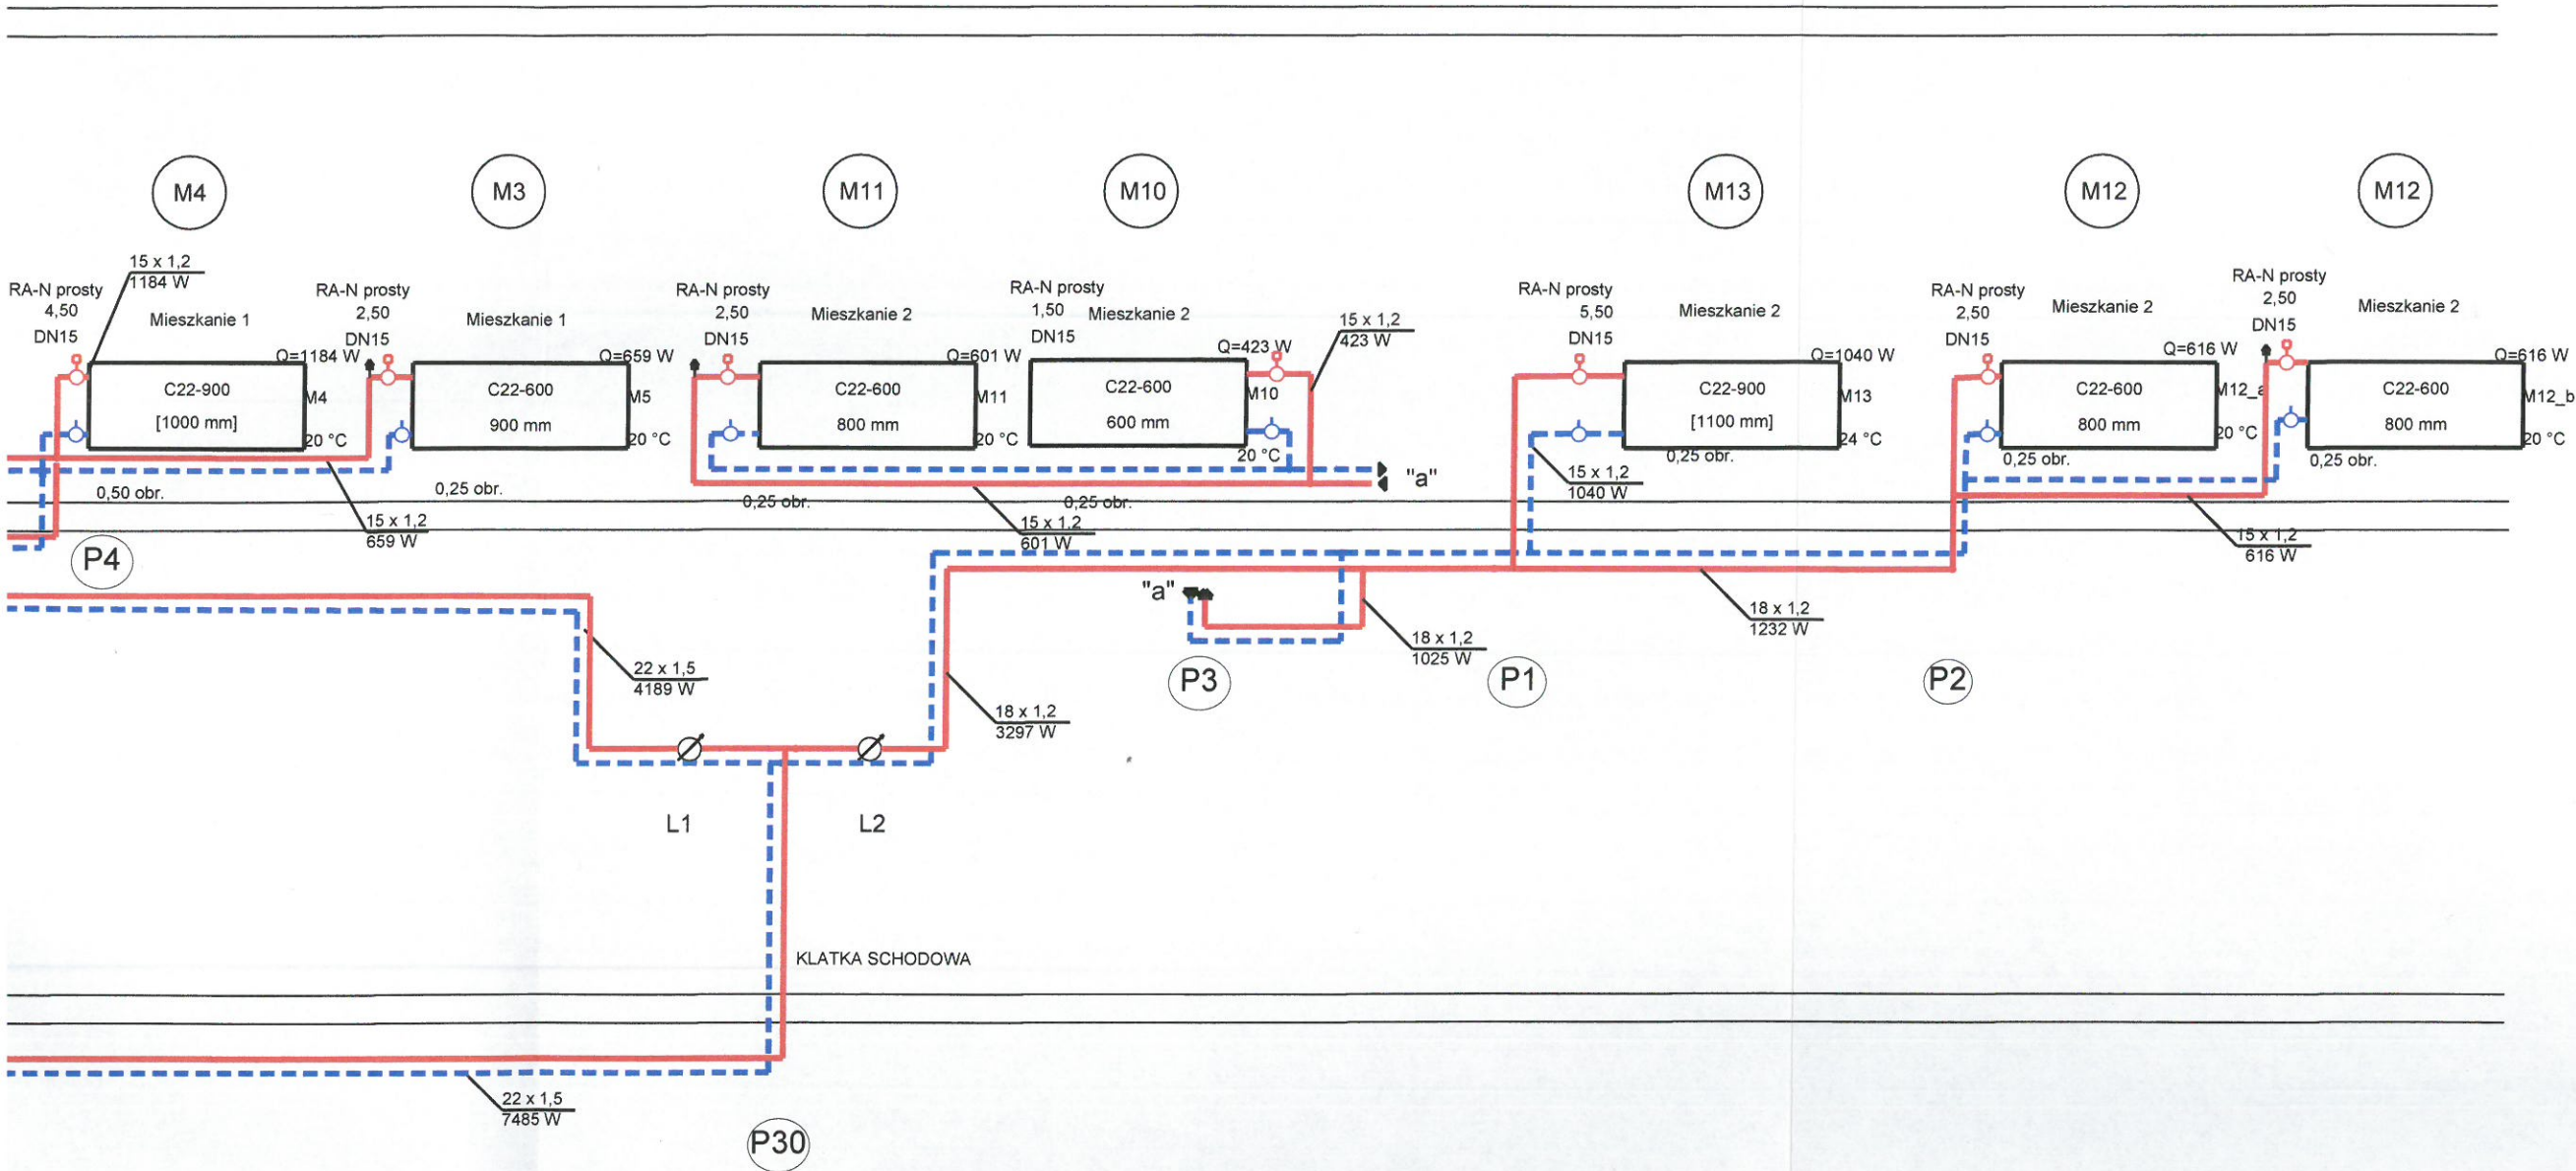 M4
M3
M11
M10
M13
M12
M12
15 x 1,2
1184 W
RA-N prosty
4,50
DN15
Mieszkanie 1
Q=1184 W
C22-900
[1000 mm]
M4
20 °C
0,50 obr.
RA-N prosty
2,50
DN15
Mieszkanie 1
Q=659 W
C22-600
900 mm
M5
20 °C
0,25 obr.
15 x 1,2
659 W
RA-N prosty
2,50
DN15
Mieszkanie 2
Q=601 W
C22-600
800 mm
M11
20 °C
0,25 obr.
RA-N prosty
1,50
DN15
Mieszkanie 2
Q=423 W
C22-600
600 mm
M10
20 °C
0,25 obr.
15 x 1,2
423 W
"a"
15 x 1,2
601 W
RA-N prosty
5,50
DN15
Mieszkanie 2
Q=1040 W
C22-900
[1100 mm]
M13
24 °C
0,25 obr.
15 x 1,2
1040 W
RA-N prosty
2,50
DN15
Mieszkanie 2
Q=616 W
C22-600
800 mm
M12_a
20 °C
0,25 obr.
RA-N prosty
2,50
DN15
Mieszkanie 2
Q=616 W
C22-600
800 mm
M12_b
20 °C
0,25 obr.
15 x 1,2
616 W
P4
"a"
18 x 1,2
1232 W
18 x 1,2
1025 W
22 x 1,5
4189 W
P3
P1
P2
18 x 1,2
3297 W
L1
L2
KLATKA SCHODOWA
22 x 1,5
7485 W
P30